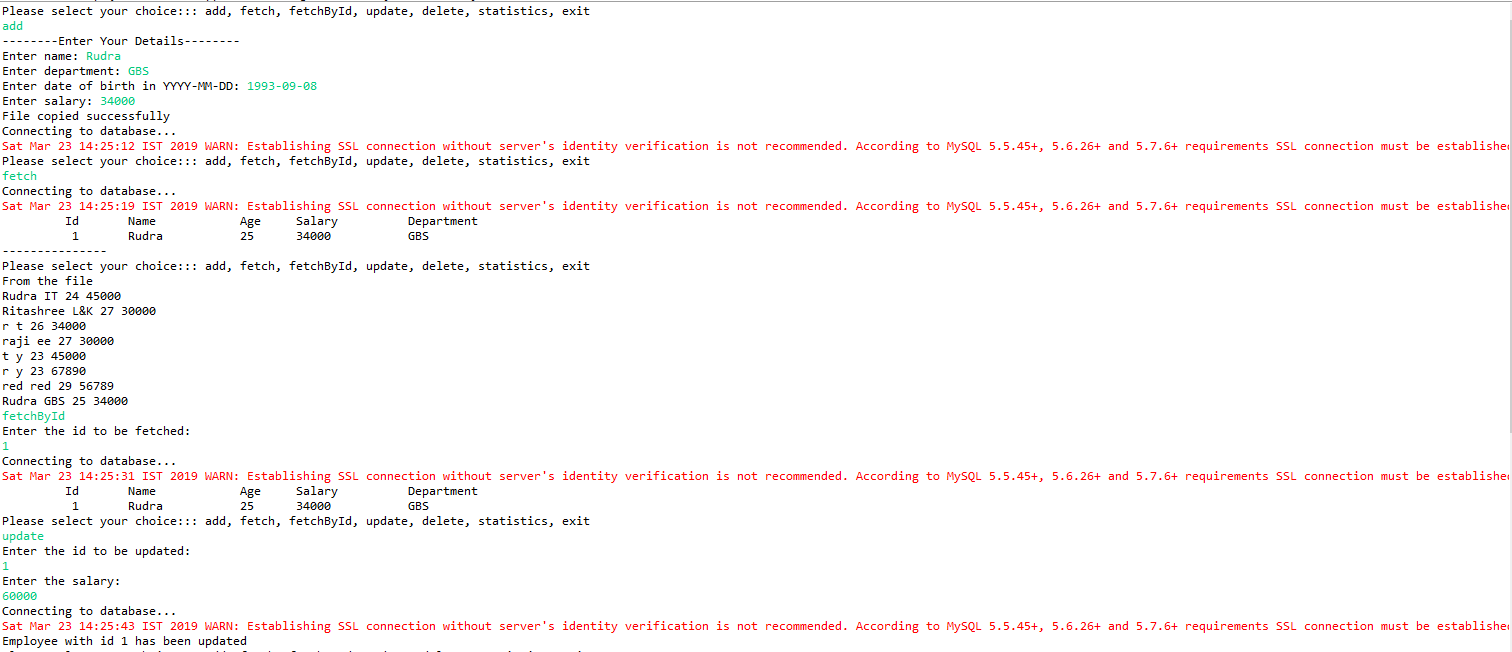 Please select your choice::: add, fetch, fetchById, update, delete, statistics, exit
add
--------Enter Your Details--------
Enter name: Rudra
Enter department: GBS
Enter date of birth in YYYY-MM-DD: 1993-09-08
Enter salary: 34000
File copied successfully
Connecting to database...
Sat Mar 23 14:25:12 IST 2019 WARN: Establishing SSL connection without server's identity verification is not recommended. According to MySQL 5.5.45+, 5.6.26+ and 5.7.6+ requirements SSL connection must be establishe
Please select your choice::: add, fetch, fetchById, update, delete, statistics, exit
fetch
Connecting to database...
Sat Mar 23 14:25:19 IST 2019 WARN: Establishing SSL connection without server's identity verification is not recommended. According to MySQL 5.5.45+, 5.6.26+ and 5.7.6+ requirements SSL connection must be establishe
Id Name Age Salary Department
1 Rudra 25 34000 GBS
---------------
Please select your choice::: add, fetch, fetchById, update, delete, statistics, exit
From the file
Rudra IT 24 45000
Ritashree L&K 27 30000
r t 26 34000
raji ee 27 30000
t y 23 45000
r y 23 67890
red red 29 56789
Rudra GBS 25 34000
fetchById
Enter the id to be fetched:
1
Connecting to database...
Sat Mar 23 14:25:31 IST 2019 WARN: Establishing SSL connection without server's identity verification is not recommended. According to MySQL 5.5.45+, 5.6.26+ and 5.7.6+ requirements SSL connection must be establishe
Id Name Age Salary Department
1 Rudra 25 34000 GBS
Please select your choice::: add, fetch, fetchById, update, delete, statistics, exit
update
Enter the id to be updated:
1
Enter the salary:
60000
Connecting to database...
Sat Mar 23 14:25:43 IST 2019 WARN: Establishing SSL connection without server's identity verification is not recommended. According to MySQL 5.5.45+, 5.6.26+ and 5.7.6+ requirements SSL connection must be establishe
Employee with id 1 has been updated